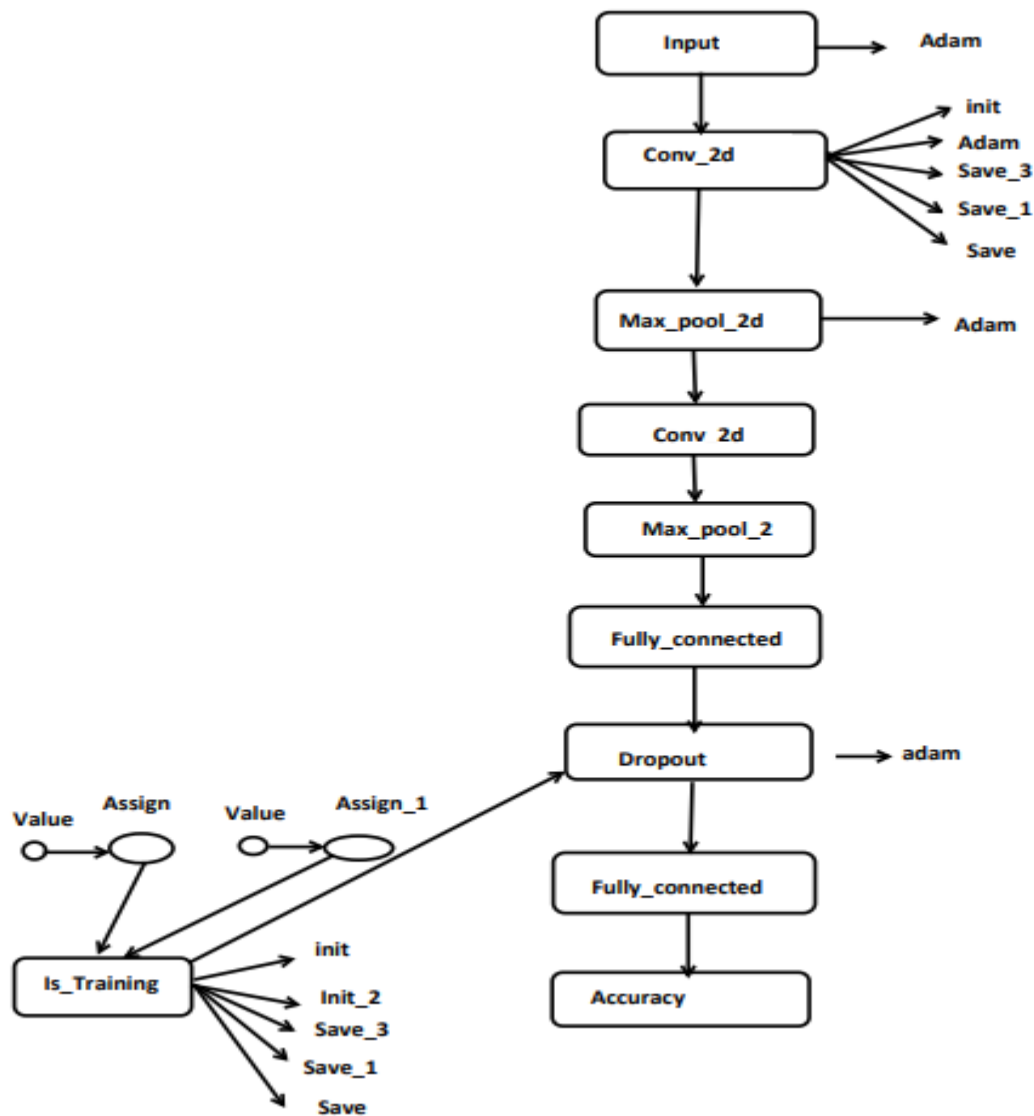 Input
Adam
Conv_2d
init
Adam
Save_3
Save_1
Save
Max_pool_2d
Adam
Conv 2d
Max_pool_2
Fully_connected
Dropout
adam
Value
Assign
Value
Assign_1
Fully_connected
Is_Training
init
Init_2
Save_3
Save_1
Save
Accuracy